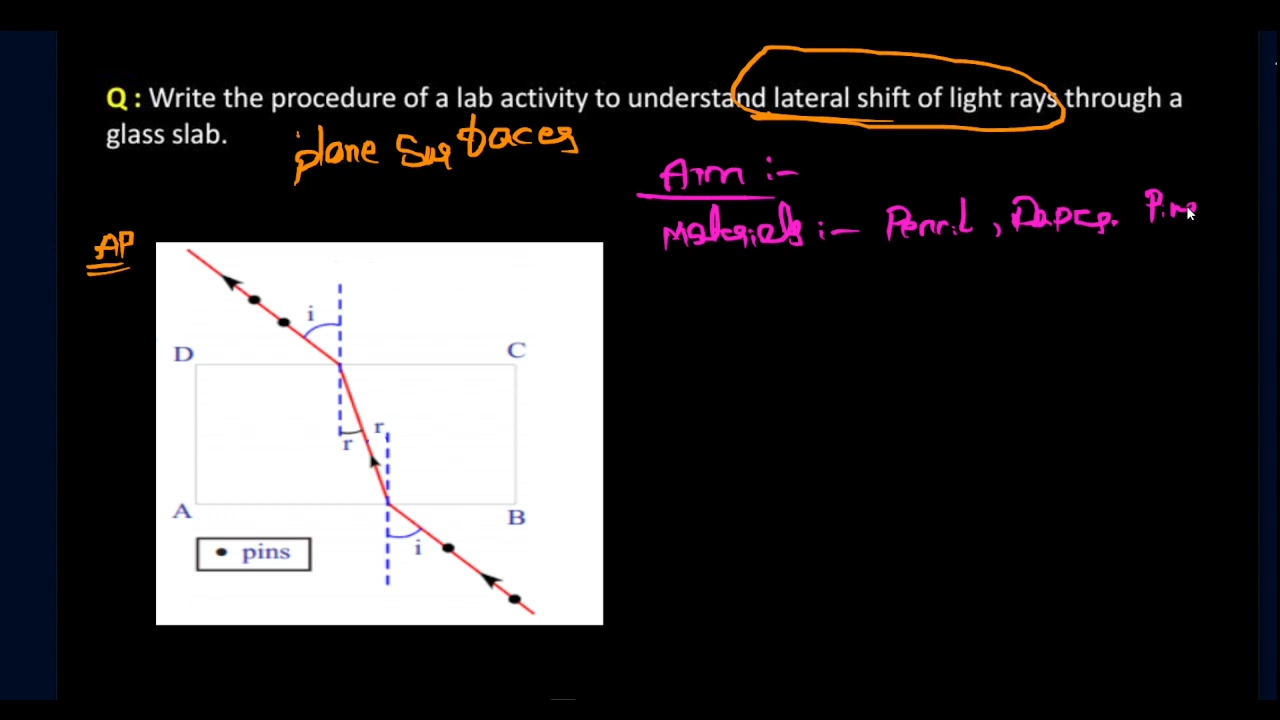 Q : Write the procedure of a lab activity to understand lateral shift of light rays through a
glass slab.
plane Surfaces
Aim :-
Materials :- Pencil, Paper. Pins
AP
i
D
C
r
r
A
B
i
• pins